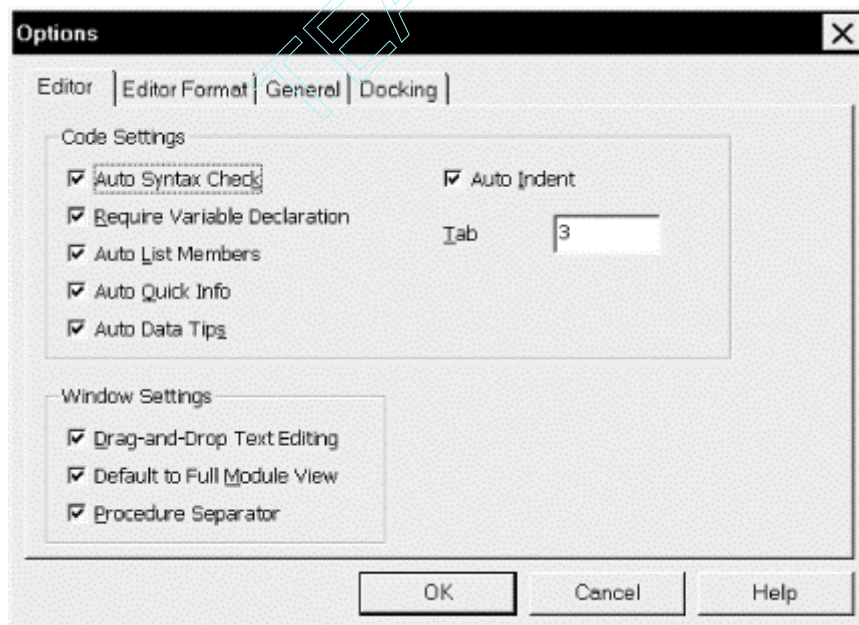 Options
Editor
Editor Format
General
Docking
Code Settings
Auto Syntax Check
Auto Indent
Require Variable Declaration
Tab
3
Auto List Members
Auto Quick Info
Auto Data Tips
Window Settings
Drag-and-Drop Text Editing
Default to Full Module View
Procedure Separator
OK
Cancel
Help